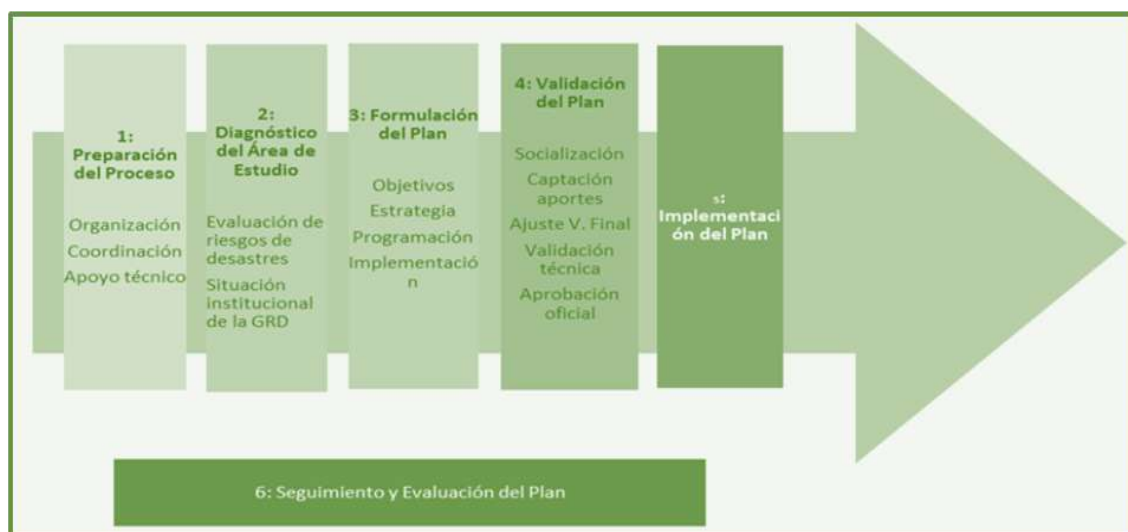 1:
Preparación
del Proceso
Organización
Coordinación
Apoyo técnico
2:
Diagnóstico
del Área de
Estudio
Evaluación de
riesgos de
desastres
Situación
institucional
de la GRD
3: Formulación
del Plan
Objetivos
Estrategia
Programación
Implementació
n
4: Validación
del Plan
Socialización
Captación
aportes
Ajuste V. Final
Validación
técnica
Aprobación
oficial
5:
Implementaci
ón del Plan
6: Seguimiento y Evaluación del Plan